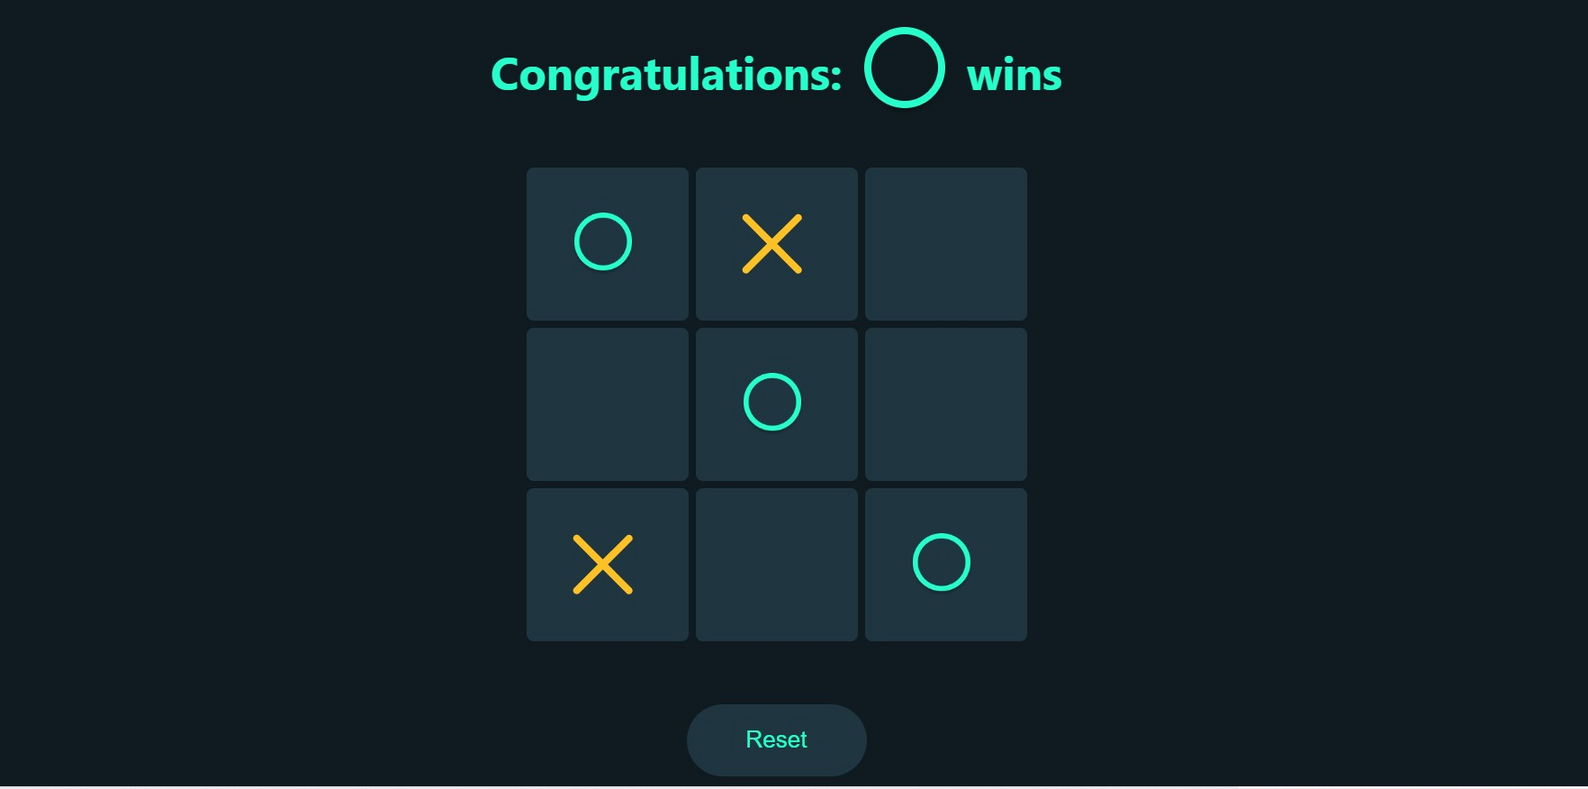 Congratulations: O wins
O X
O
X O
Reset